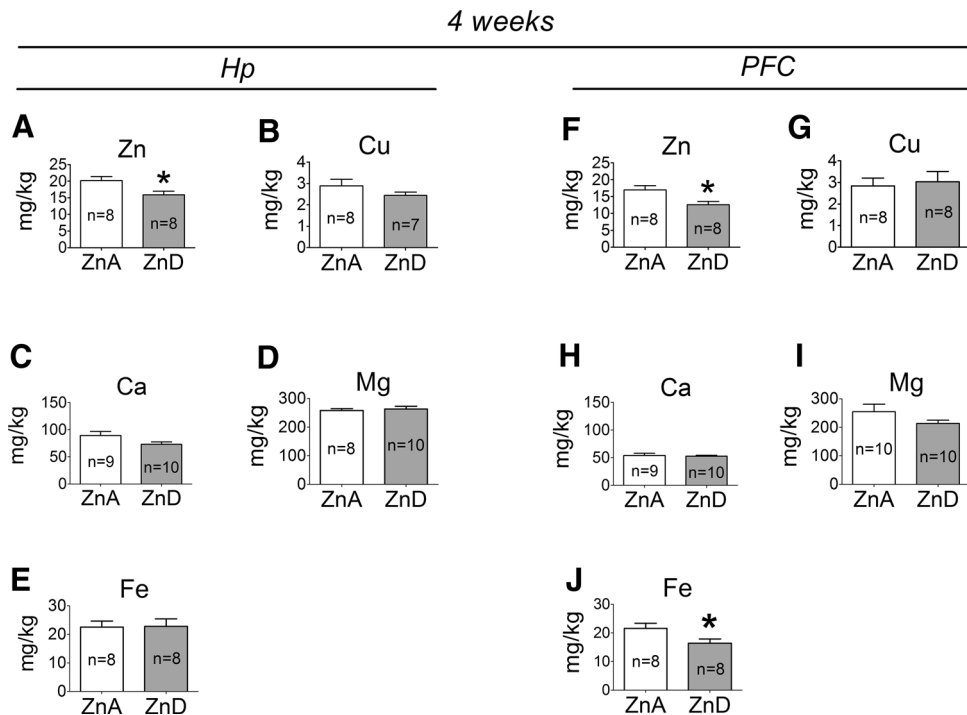 4 weeks
Hp
PFC
A
Zn
mg/kg
25
20
15
10
5
0
*
n=8
n=8
ZnA ZnD
B
Cu
mg/kg
4
3
2
1
0
n=8
n=7
ZnA ZnD
F
Zn
mg/kg
25
20
15
10
5
0
*
n=8
n=8
ZnA ZnD
G
Cu
mg/kg
4
3
2
1
0
n=8
n=8
ZnA ZnD
C
Ca
mg/kg
150
100
50
0
n=9
n=10
ZnA ZnD
D
Mg
mg/kg
300
200
100
0
n=8
n=10
ZnA ZnD
H
Ca
mg/kg
150
100
50
0
n=9
n=10
ZnA ZnD
I
Mg
mg/kg
300
200
100
0
n=10
n=10
ZnA ZnD
E
Fe
mg/kg
30
20
10
0
n=8
n=8
ZnA ZnD
J
Fe
mg/kg
30
20
10
0
*
n=8
n=8
ZnA ZnD